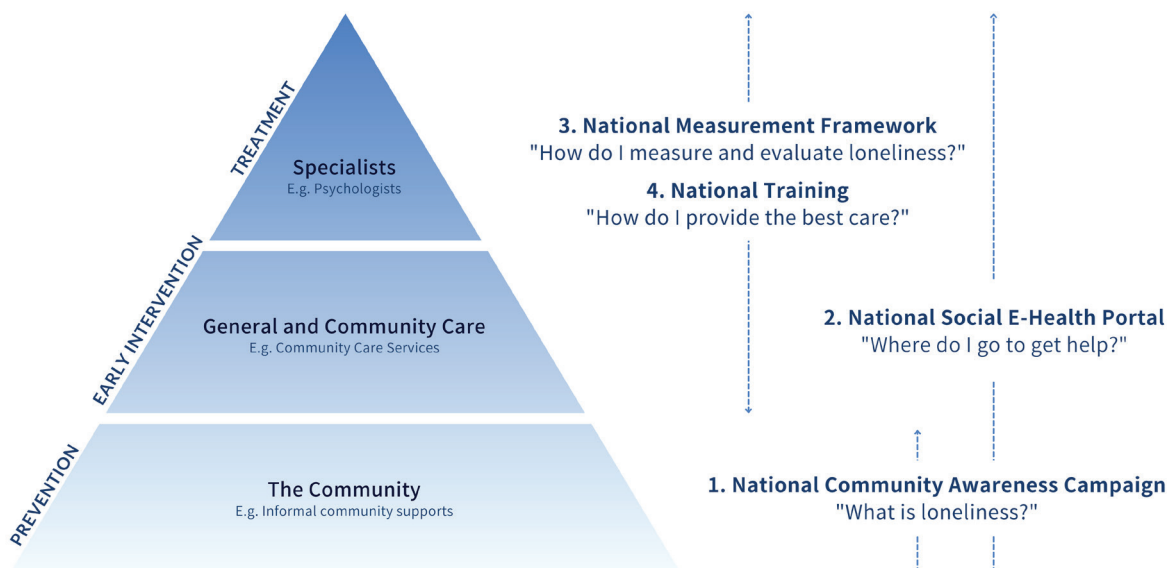 TREATMENT
Specialists
E.g. Psychologists
EARLY INTERVENTION
General and Community Care
E.g. Community Care Services
PREVENTION
The Community
E.g. Informal community supports
3. National Measurement Framework
"How do I measure and evaluate loneliness?"
4. National Training
"How do I provide the best care?"
2. National Social E-Health Portal
"Where do I go to get help?"
1. National Community Awareness Campaign
"What is loneliness?"